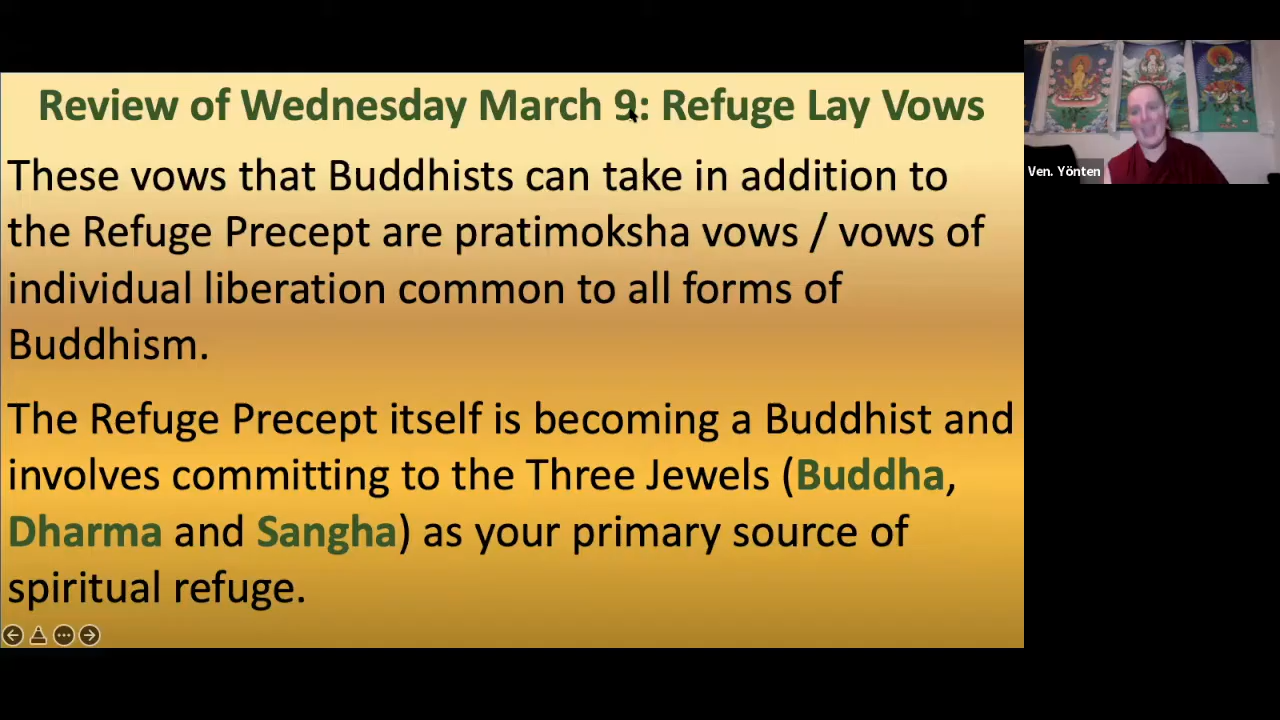 Review of Wednesday March 9: Refuge Lay Vows
These vows that Buddhists can take in addition to
the Refuge Precept are pratimoksha vows / vows of
individual liberation common to all forms of
Buddhism.
The Refuge Precept itself is becoming a Buddhist and
involves committing to the Three Jewels (Buddha,
Dharma and Sangha) as your primary source of
spiritual refuge.
Ven. Yönten